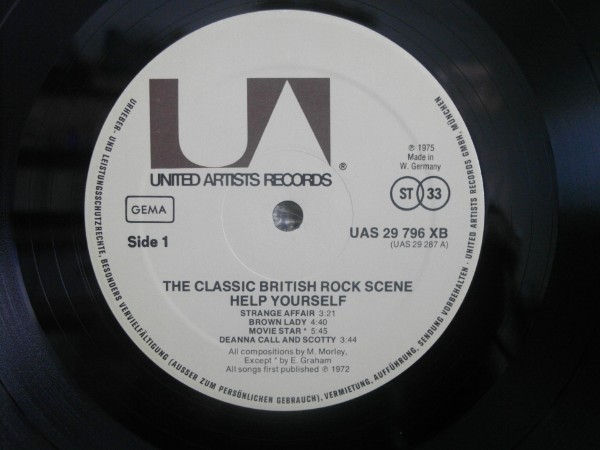 UA
®
UNITED ARTISTS RECORDS
℗ 1975
Made in
W. Germany
GEMA
ST 33
Side 1
UAS 29 796 XB
(UAS 29 287 A)
THE CLASSIC BRITISH ROCK SCENE
HELP YOURSELF
STRANGE AFFAIR 3:21
BROWN LADY 4:40
MOVIE STAR * 5:45
DEANNA CALL AND SCOTTY 3:44
All compositions by M. Morley,
Except * by E. Graham
All songs first published ℗ 1972
URHEBER- UND LEISTUNGSSCHUTZRECHTE, BESONDERS VERVIELFÄLTIGUNG (AUSSER ZUM PERSÖNLICHEN GEBRAUCH), VERMIETUNG, AUFFÜHRUNG, SENDUNG VORBEHALTEN · UNITED ARTISTS RECORDS GMBH, MÜNCHEN